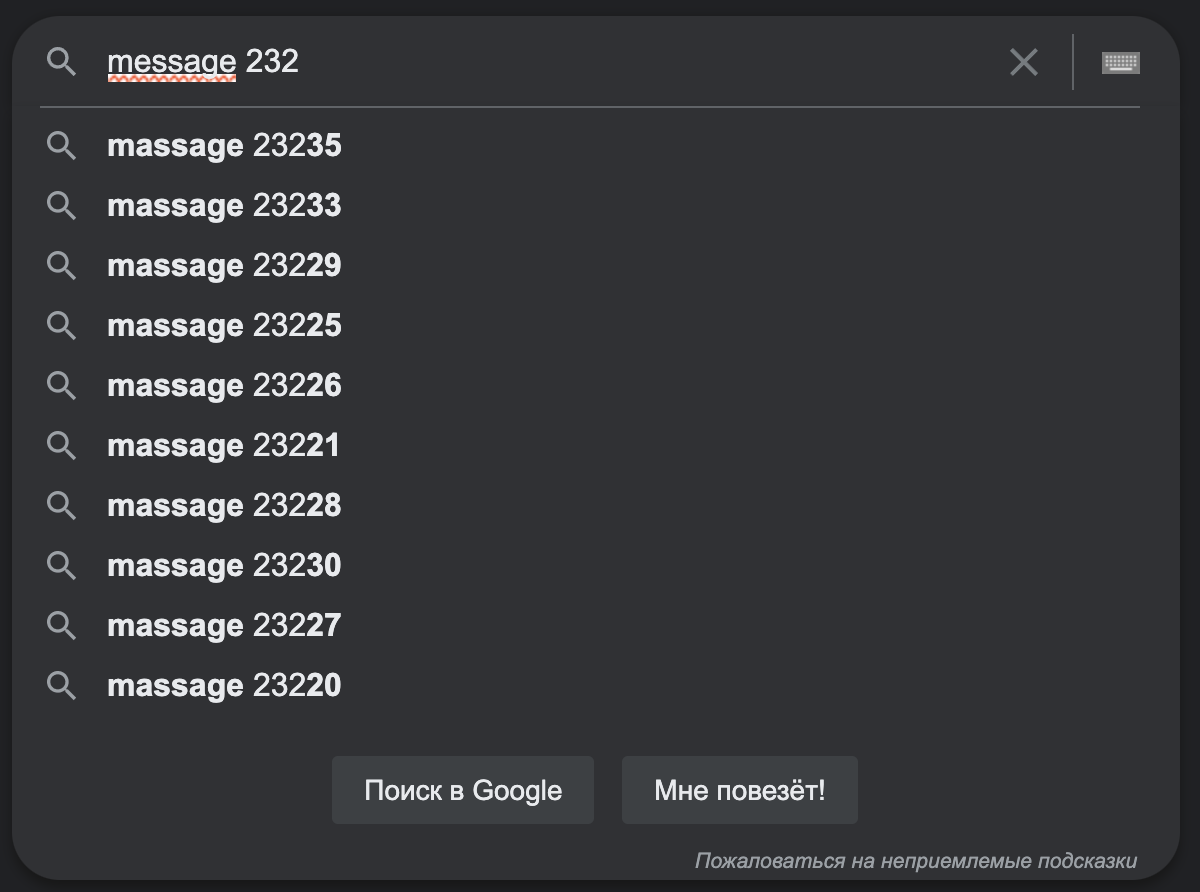 message 232
massage 23235
massage 23233
massage 23229
massage 23225
massage 23226
massage 23221
massage 23228
massage 23230
massage 23227
massage 23220
Поиск в Google
Мне повезёт!
Пожаловаться на неприемлемые подсказки